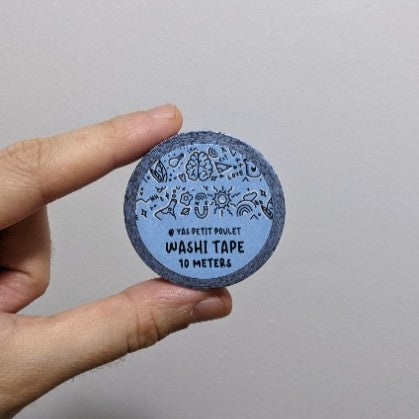 @ YAS PETIT POULET
WASHI TAPE
10 METERS